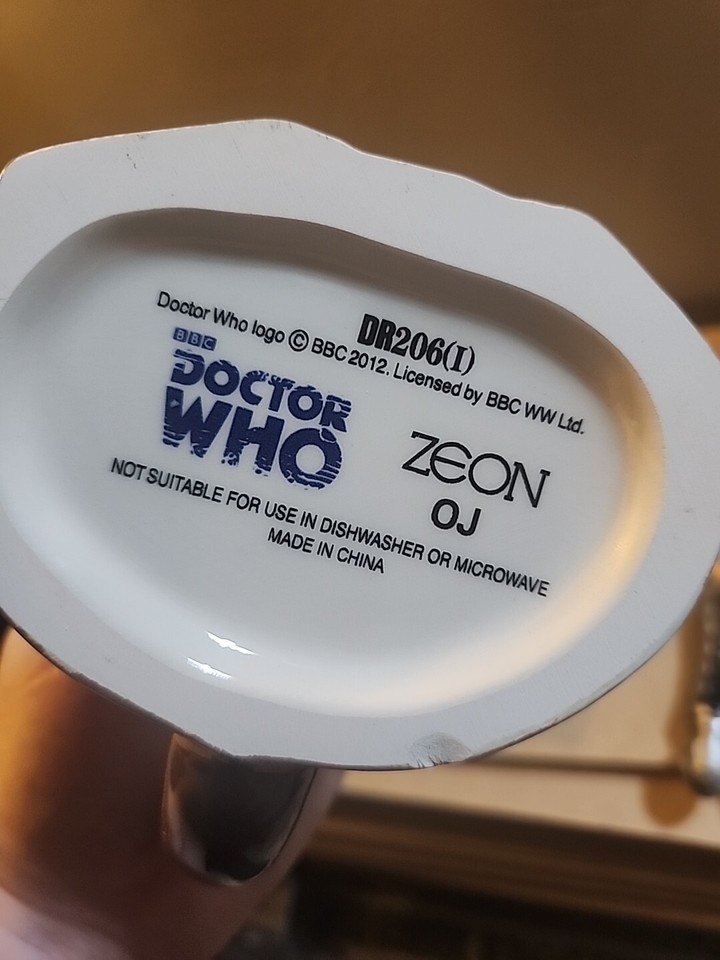 DR206(I)
Doctor Who logo © BBC 2012. Licensed by BBC WW Ltd.
BBC
DOCTOR
WHO
ZEON
OJ
NOT SUITABLE FOR USE IN DISHWASHER OR MICROWAVE
MADE IN CHINA